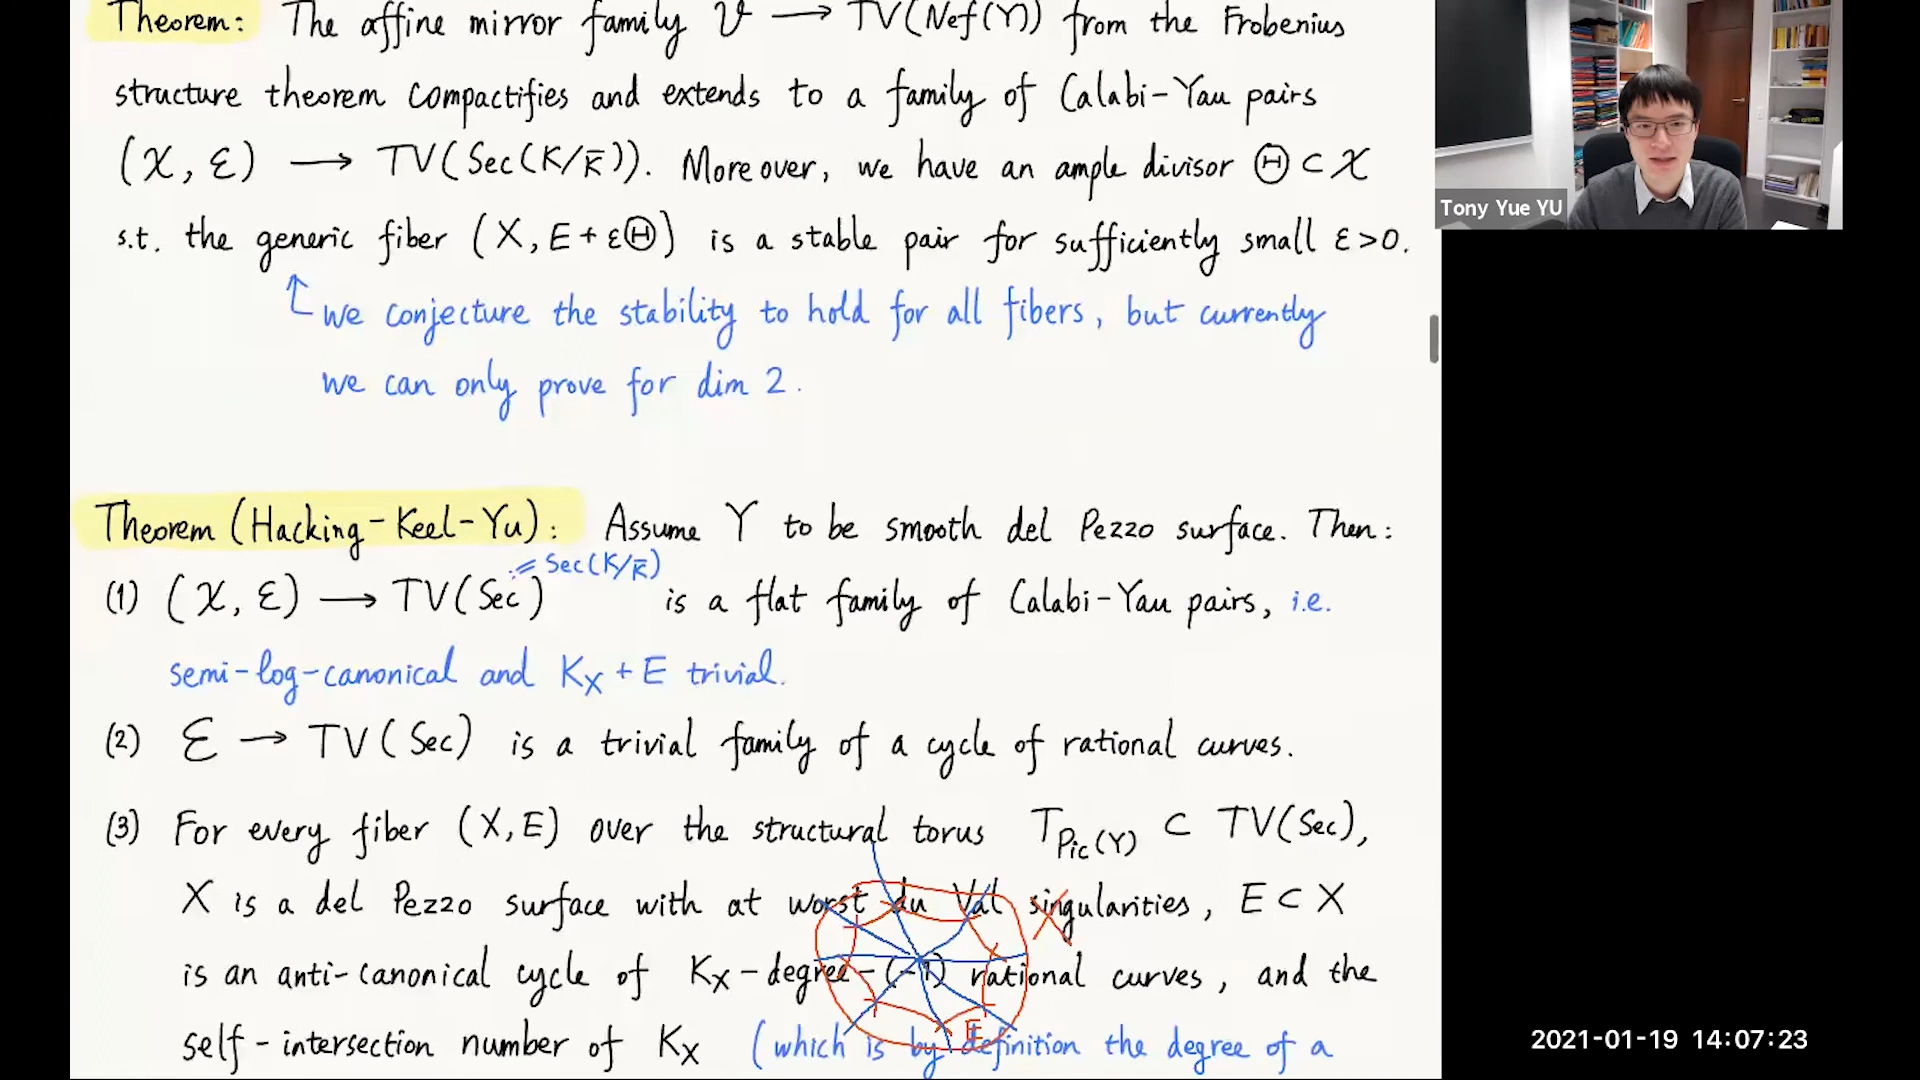 Theorem: The affine mirror family 𝒱 ⟶ TV(Nef(Y)) from the Frobenius
structure theorem compactifies and extends to a family of Calabi-Yau pairs
(𝒳, ℰ) ⟶ TV(Sec(K/K̄)). Moreover, we have an ample divisor Θ ⊂ 𝒳
s.t. the generic fiber (X, E + εΘ) is a stable pair for sufficiently small ε>0.
we conjecture the stability to hold for all fibers, but currently
we can only prove for dim 2.
Theorem (Hacking-Keel-Yu): Assume Y to be smooth del Pezzo surface. Then:
:= Sec(K/K̄)
(1) (𝒳, ℰ) ⟶ TV(Sec) is a flat family of Calabi-Yau pairs, i.e.
semi-log-canonical and K_X + E trivial.
(2) ℰ ⟶ TV(Sec) is a trivial family of a cycle of rational curves.
(3) For every fiber (X, E) over the structural torus T_Pic(Y) ⊂ TV(Sec),
X is a del Pezzo surface with at worst du Val singularities, E ⊂ X
X
is an anti-canonical cycle of K_X-degree-(-1) rational curves, and the
E
self-intersection number of K_X (which is by definition the degree of a
Tony Yue YU
2021-01-19 14:07:23